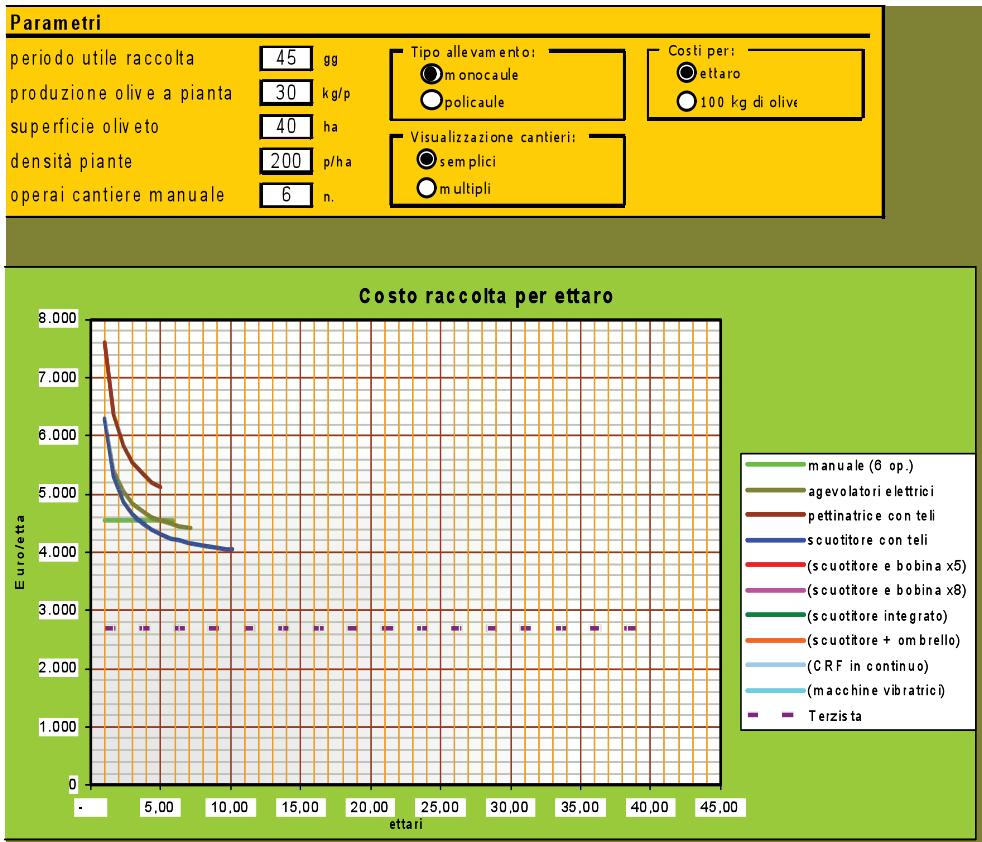 Parametri
periodo utile raccolta 45 gg
produzione olive a pianta 30 kg/p
superficie oliveto 40 ha
densità piante 200 p/ha
operai cantiere manuale 6 n.
Tipo allevamento:
monocaule
policaule
Visualizzazione cantieri:
semplici
multipli
Costi per:
ettaro
100 kg di olive
Costo raccolta per ettaro
8.000
7.000
6.000
5.000
4.000
3.000
2.000
1.000
0
Euro/etta
- 5,00 10,00 15,00 20,00 25,00 30,00 35,00 40,00 45,00
ettari
manuale (6 op.)
agevolatori elettrici
pettinatrice con teli
scuotitore con teli
(scuotitore e bobina x5)
(scuotitore e bobina x8)
(scuotitore integrato)
(scuotitore + ombrello)
(CRF in continuo)
(macchine vibratrici)
Terzista